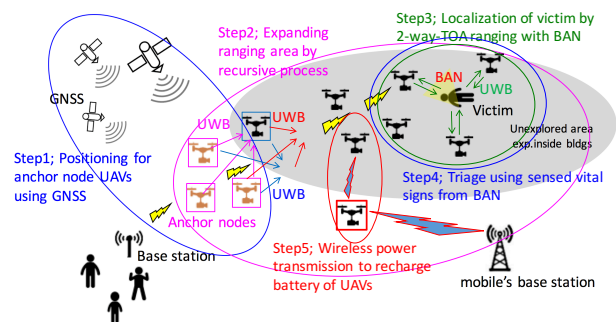 Step3; Localization of victim by
2-way-TOA ranging with BAN
Step2; Expanding
ranging area by
recursive process
GNSS
BAN
UWB
Victim
UWB
UWB
Unexplored area
exp.inside bldgs
Step1; Positioning for
anchor node UAVs
using GNSS
Step4; Triage using sensed vital
signs from BAN
UWB
Anchor nodes
Step5; Wireless power
transmission to recharge
battery of UAVs
Base station
mobile's base station